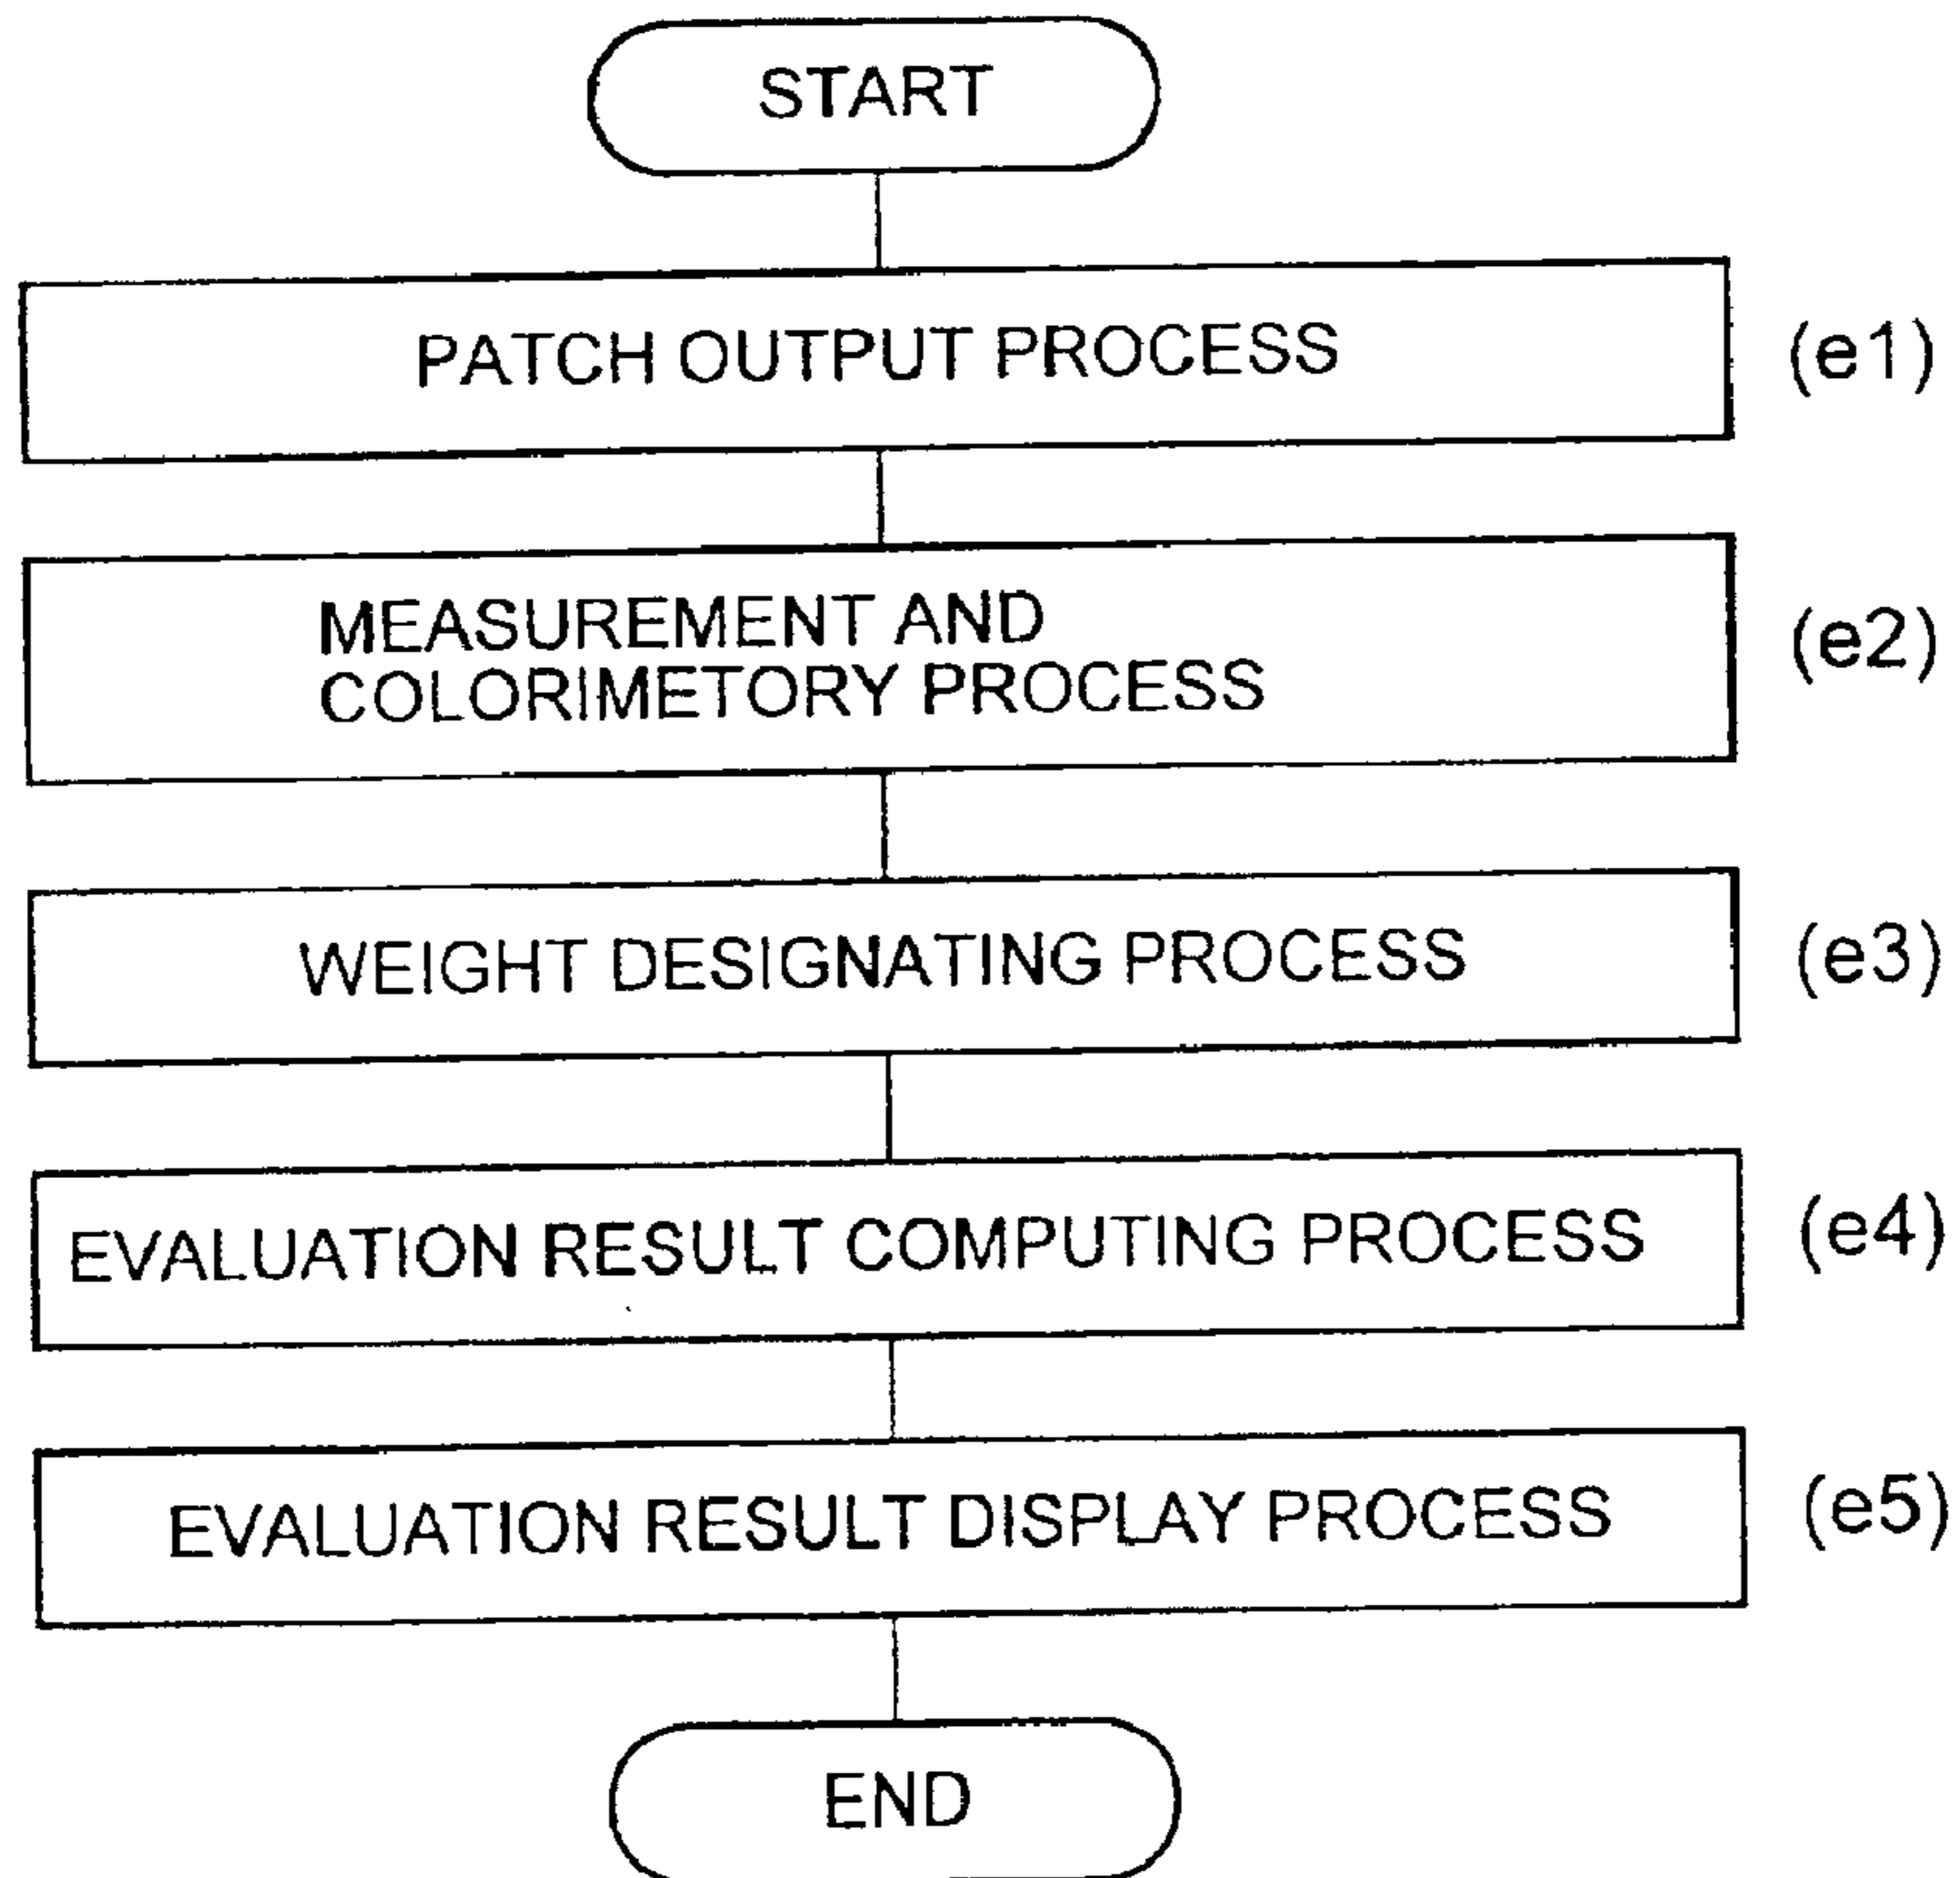 START
PATCH OUTPUT PROCESS (e1)
MEASUREMENT AND
COLORIMETORY PROCESS (e2)
WEIGHT DESIGNATING PROCESS (e3)
EVALUATION RESULT COMPUTING PROCESS (e4)
EVALUATION RESULT DISPLAY PROCESS (e5)
END